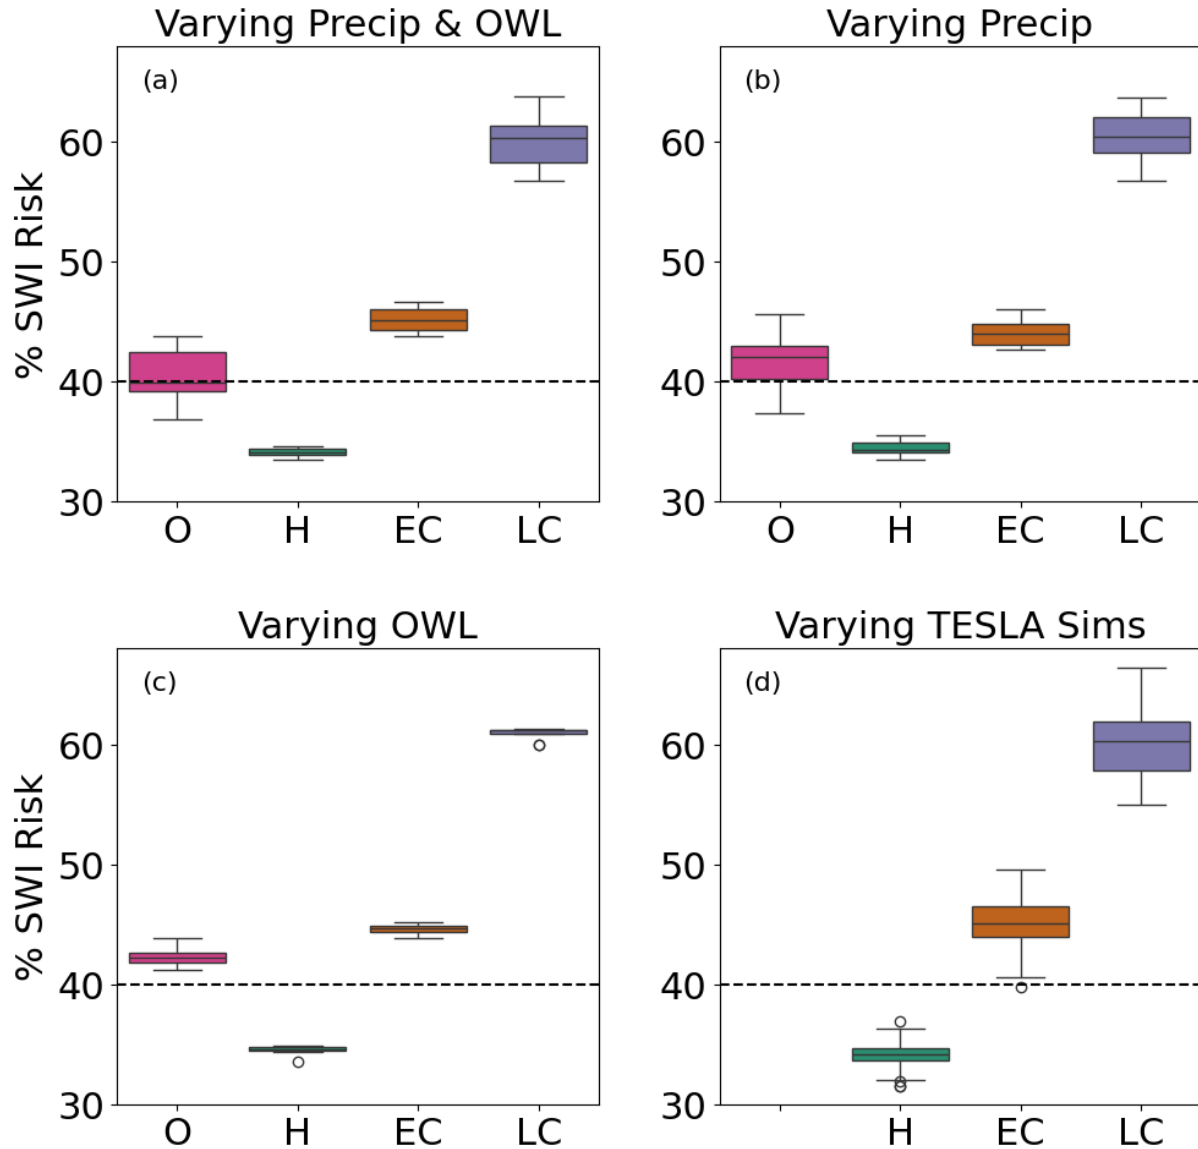 Varying Precip & OWL
(a)
% SWI Risk
60
50
40
30
O H EC LC
Varying Precip
(b)
60
50
40
30
O H EC LC
Varying OWL
(c)
% SWI Risk
60
50
40
30
O H EC LC
Varying TESLA Sims
(d)
60
50
40
30
H EC LC